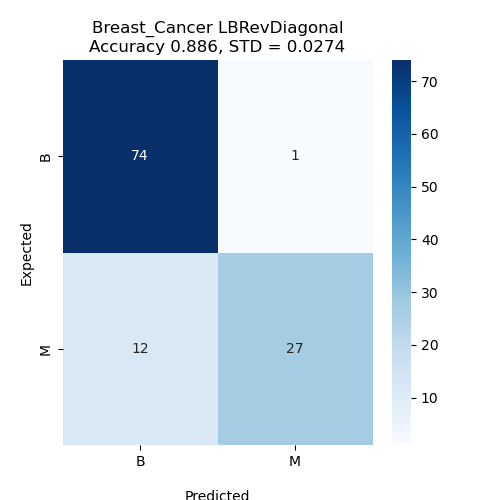 Breast_Cancer LBRevDiagonal
Accuracy 0.886, STD = 0.0274
Expected
B
74
1
M
12
27
B
M
Predicted
70
60
50
40
30
20
10